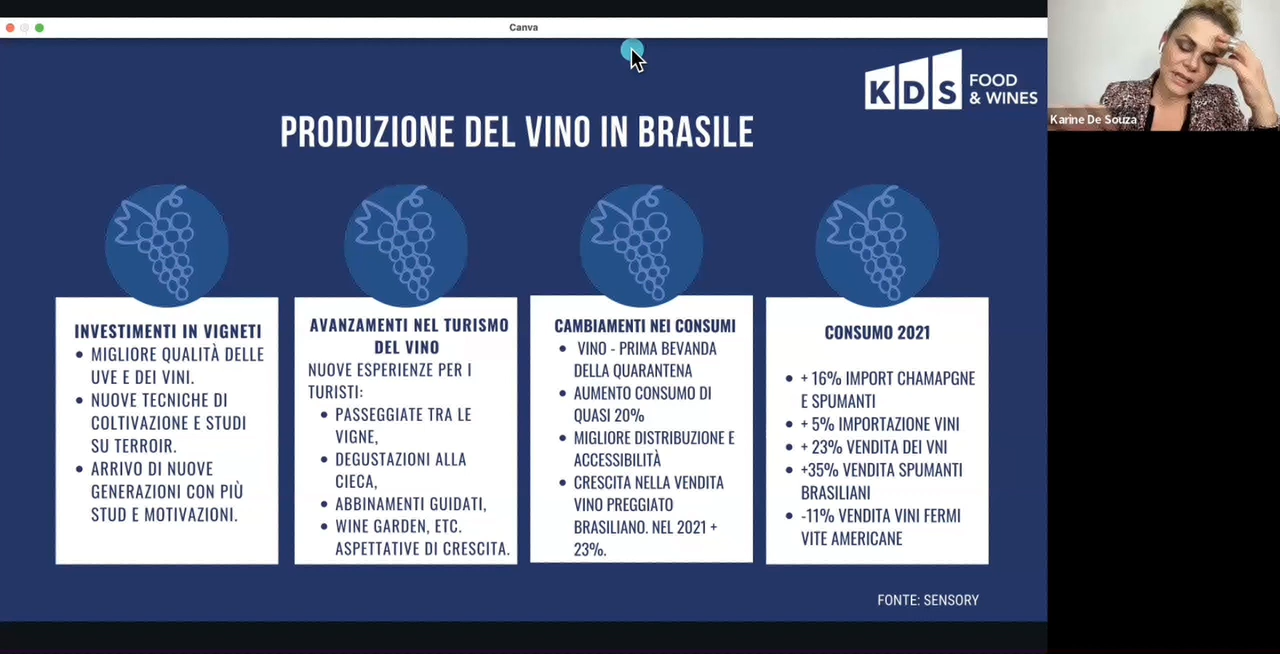 Canva
KDS FOOD
& WINES
Karine De Souza
PRODUZIONE DEL VINO IN BRASILE
INVESTIMENTI IN VIGNETI
• MIGLIORE QUALITÀ DELLE
UVE E DEI VINI.
• NUOVE TECNICHE DI
COLTIVAZIONE E STUDI
SU TERROIR.
• ARRIVO DI NUOVE
GENERAZIONI CON PIÙ
STUD E MOTIVAZIONI.
AVANZAMENTI NEL TURISMO
DEL VINO
NUOVE ESPERIENZE PER I
TURISTI:
• PASSEGGIATE TRA LE
VIGNE,
• DEGUSTAZIONI ALLA
CIECA,
• ABBINAMENTI GUIDATI,
• WINE GARDEN, ETC.
ASPETTATIVE DI CRESCITA.
CAMBIAMENTI NEI CONSUMI
• VINO - PRIMA BEVANDA
DELLA QUARANTENA
• AUMENTO CONSUMO DI
QUASI 20%
• MIGLIORE DISTRIBUZIONE E
ACCESSIBILITÀ
• CRESCITA NELLA VENDITA
VINO PREGGIATO
BRASILIANO. NEL 2021 +
23%.
CONSUMO 2021
• + 16% IMPORT CHAMAPGNE
E SPUMANTI
• + 5% IMPORTAZIONE VINI
• + 23% VENDITA DEI VNI
• +35% VENDITA SPUMANTI
BRASILIANI
• -11% VENDITA VINI FERMI
VITE AMERICANE
FONTE: SENSORY